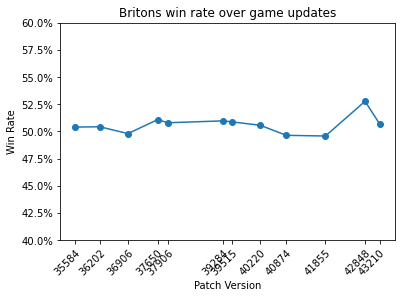 Britons win rate over game updates
60.0%
57.5%
55.0%
52.5%
50.0%
47.5%
45.0%
42.5%
40.0%
Win Rate
35584 36202 36906 37650 37906 39284 39515 40220 40874 41855 42848 43210
Patch Version